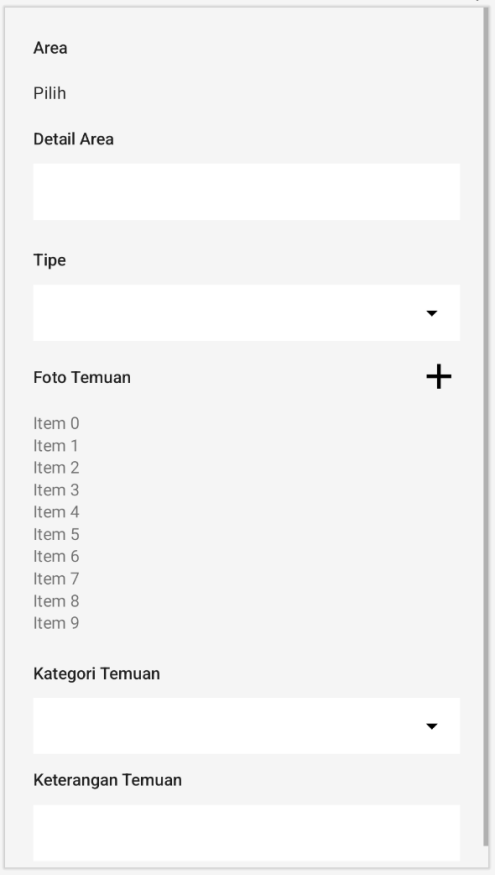 Area
Pilih
Detail Area
Tipe
Foto Temuan
Item 0
Item 1
Item 2
Item 3
Item 4
Item 5
Item 6
Item 7
Item 8
Item 9
Kategori Temuan
Keterangan Temuan